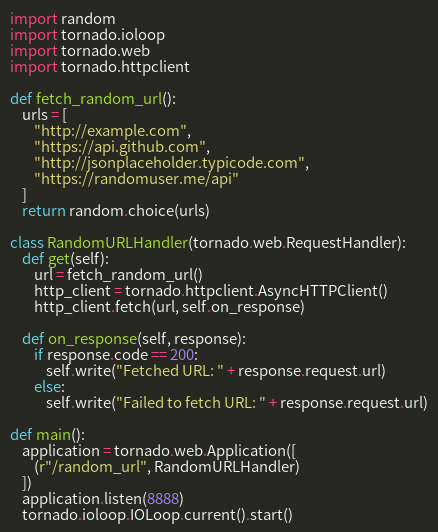 import random
import tornado.ioloop
import tornado.web
import tornado.httpclient

def fetch_random_url():
    urls = [
        "http://example.com",
        "https://api.github.com",
        "http://jsonplaceholder.typicode.com",
        "https://randomuser.me/api"
    ]
    return random.choice(urls)

class RandomURLHandler(tornado.web.RequestHandler):
    def get(self):
        url = fetch_random_url()
        http_client = tornado.httpclient.AsyncHTTPClient()
        http_client.fetch(url, self.on_response)

    def on_response(self, response):
        if response.code == 200:
            self.write("Fetched URL: " + response.request.url)
        else:
            self.write("Failed to fetch URL: " + response.request.url)

def main():
    application = tornado.web.Application([
        (r"/random_url", RandomURLHandler)
    ])
    application.listen(8888)
    tornado.ioloop.IOLoop.current().start()